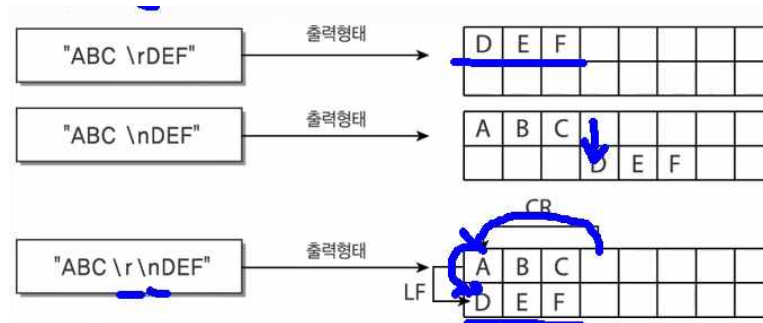 "ABC \rDEF" 출력형태 D E F
"ABC \nDEF" 출력형태 A B C
D E F
CR
"ABC \r\nDEF" 출력형태 A B C
LF D E F